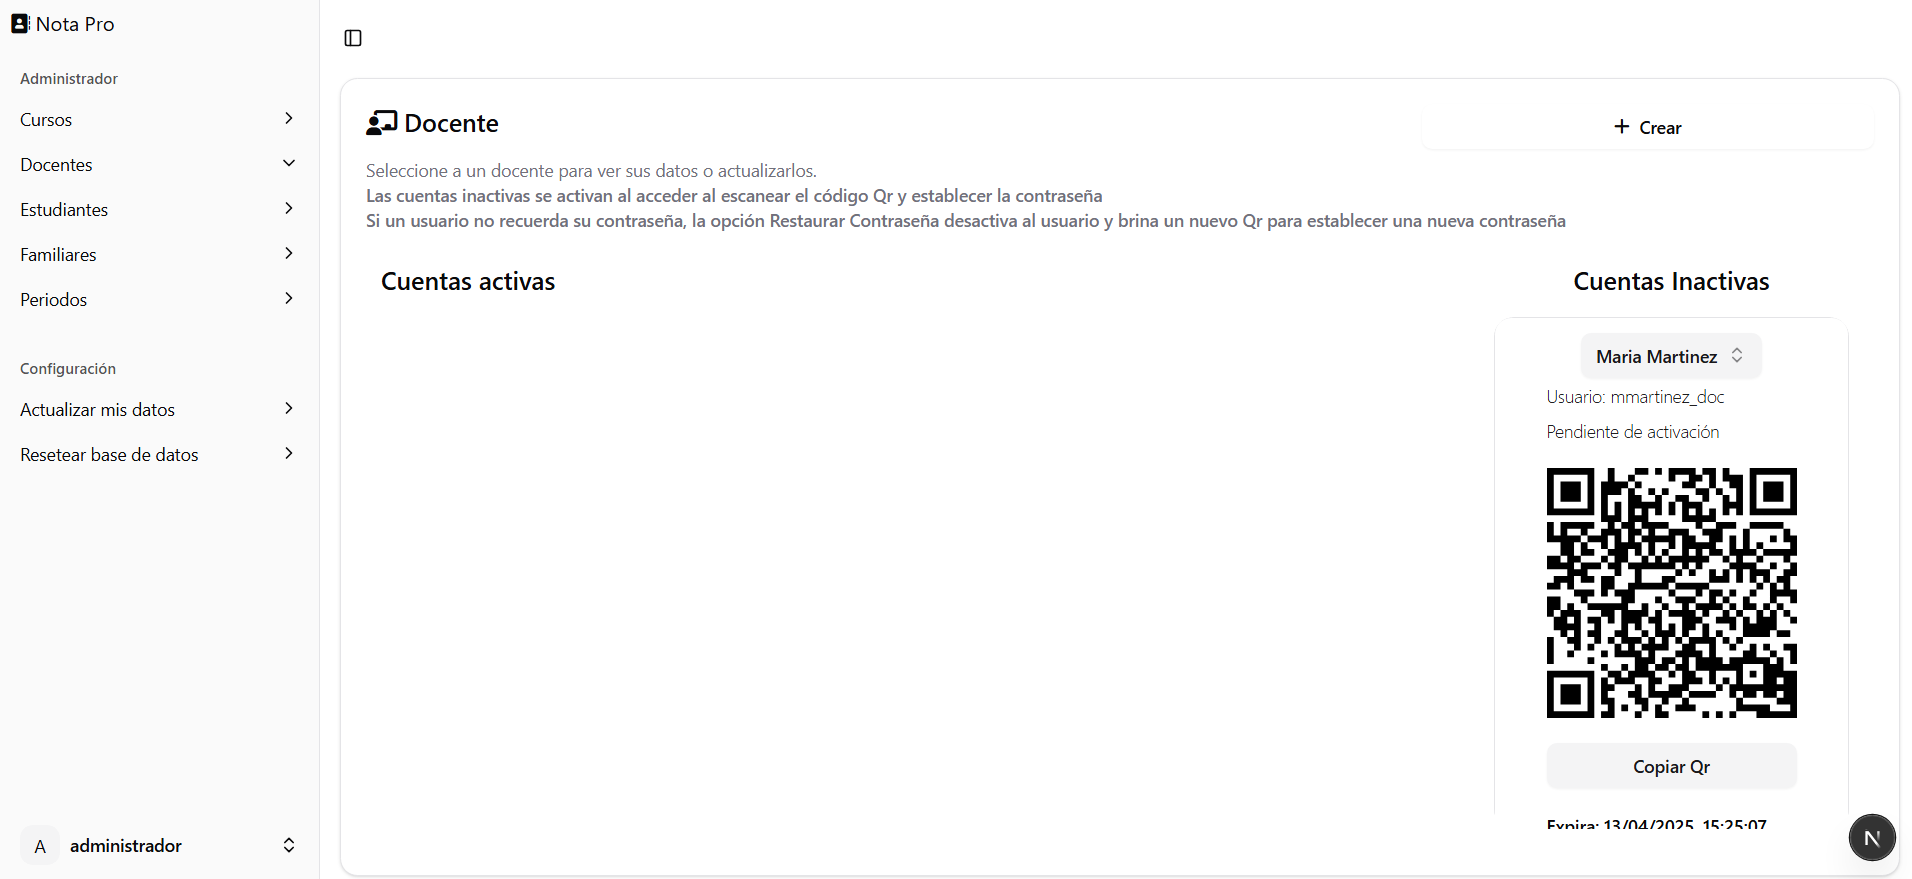 Nota Pro
Administrador
Cursos
Docentes
Estudiantes
Familiares
Periodos
Configuración
Actualizar mis datos
Resetear base de datos
A administrador
Docente
Crear
Seleccione a un docente para ver sus datos o actualizarlos.
Las cuentas inactivas se activan al acceder al escanear el código Qr y establecer la contraseña
Si un usuario no recuerda su contraseña, la opción Restaurar Contraseña desactiva al usuario y brina un nuevo Qr para establecer una nueva contraseña
Cuentas activas
Cuentas Inactivas
Maria Martinez
Usuario: mmartinez_doc
Pendiente de activación
Copiar Qr
Expira: 13/04/2025, 15:25:07
N